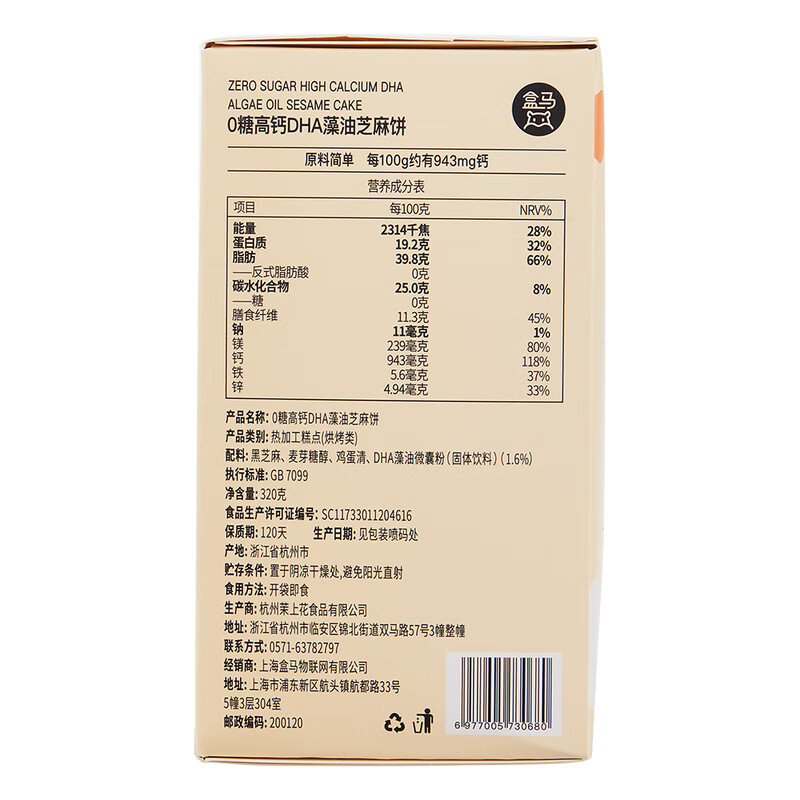 ZERO SUGAR HIGH CALCIUM DHA
ALGAE OIL SESAME CAKE
0糖高钙DHA藻油芝麻饼
盒马
原料简单 每100g约有943mg钙
营养成分表
项目 每100克 NRV%
能量 2314千焦 28%
蛋白质 19.2克 32%
脂肪 39.8克 66%
——反式脂肪酸 0克
碳水化合物 25.0克 8%
——糖 0克
膳食纤维 11.3克 45%
钠 11毫克 1%
镁 239毫克 80%
钙 943毫克 118%
铁 5.6毫克 37%
锌 4.94毫克 33%
产品名称: 0糖高钙DHA藻油芝麻饼
产品类别: 热加工糕点(烘烤类)
配料: 黑芝麻、麦芽糖醇、鸡蛋清、DHA藻油微囊粉(固体饮料)(1.6%)
执行标准: GB 7099
净含量: 320克
食品生产许可证编号: SC11733011204616
保质期: 120天 生产日期: 见包装喷码处
产地: 浙江省杭州市
贮存条件: 置于阴凉干燥处,避免阳光直射
食用方法: 开袋即食
生产商: 杭州茉上花食品有限公司
地址: 浙江省杭州市临安区锦北街道双马路57号3幢整幢
联系方式: 0571-63782797
经销商: 上海盒马物联网有限公司
地址: 上海市浦东新区航头镇航都路33号
5幢3层304室
邮政编码: 200120
6 977005 730680